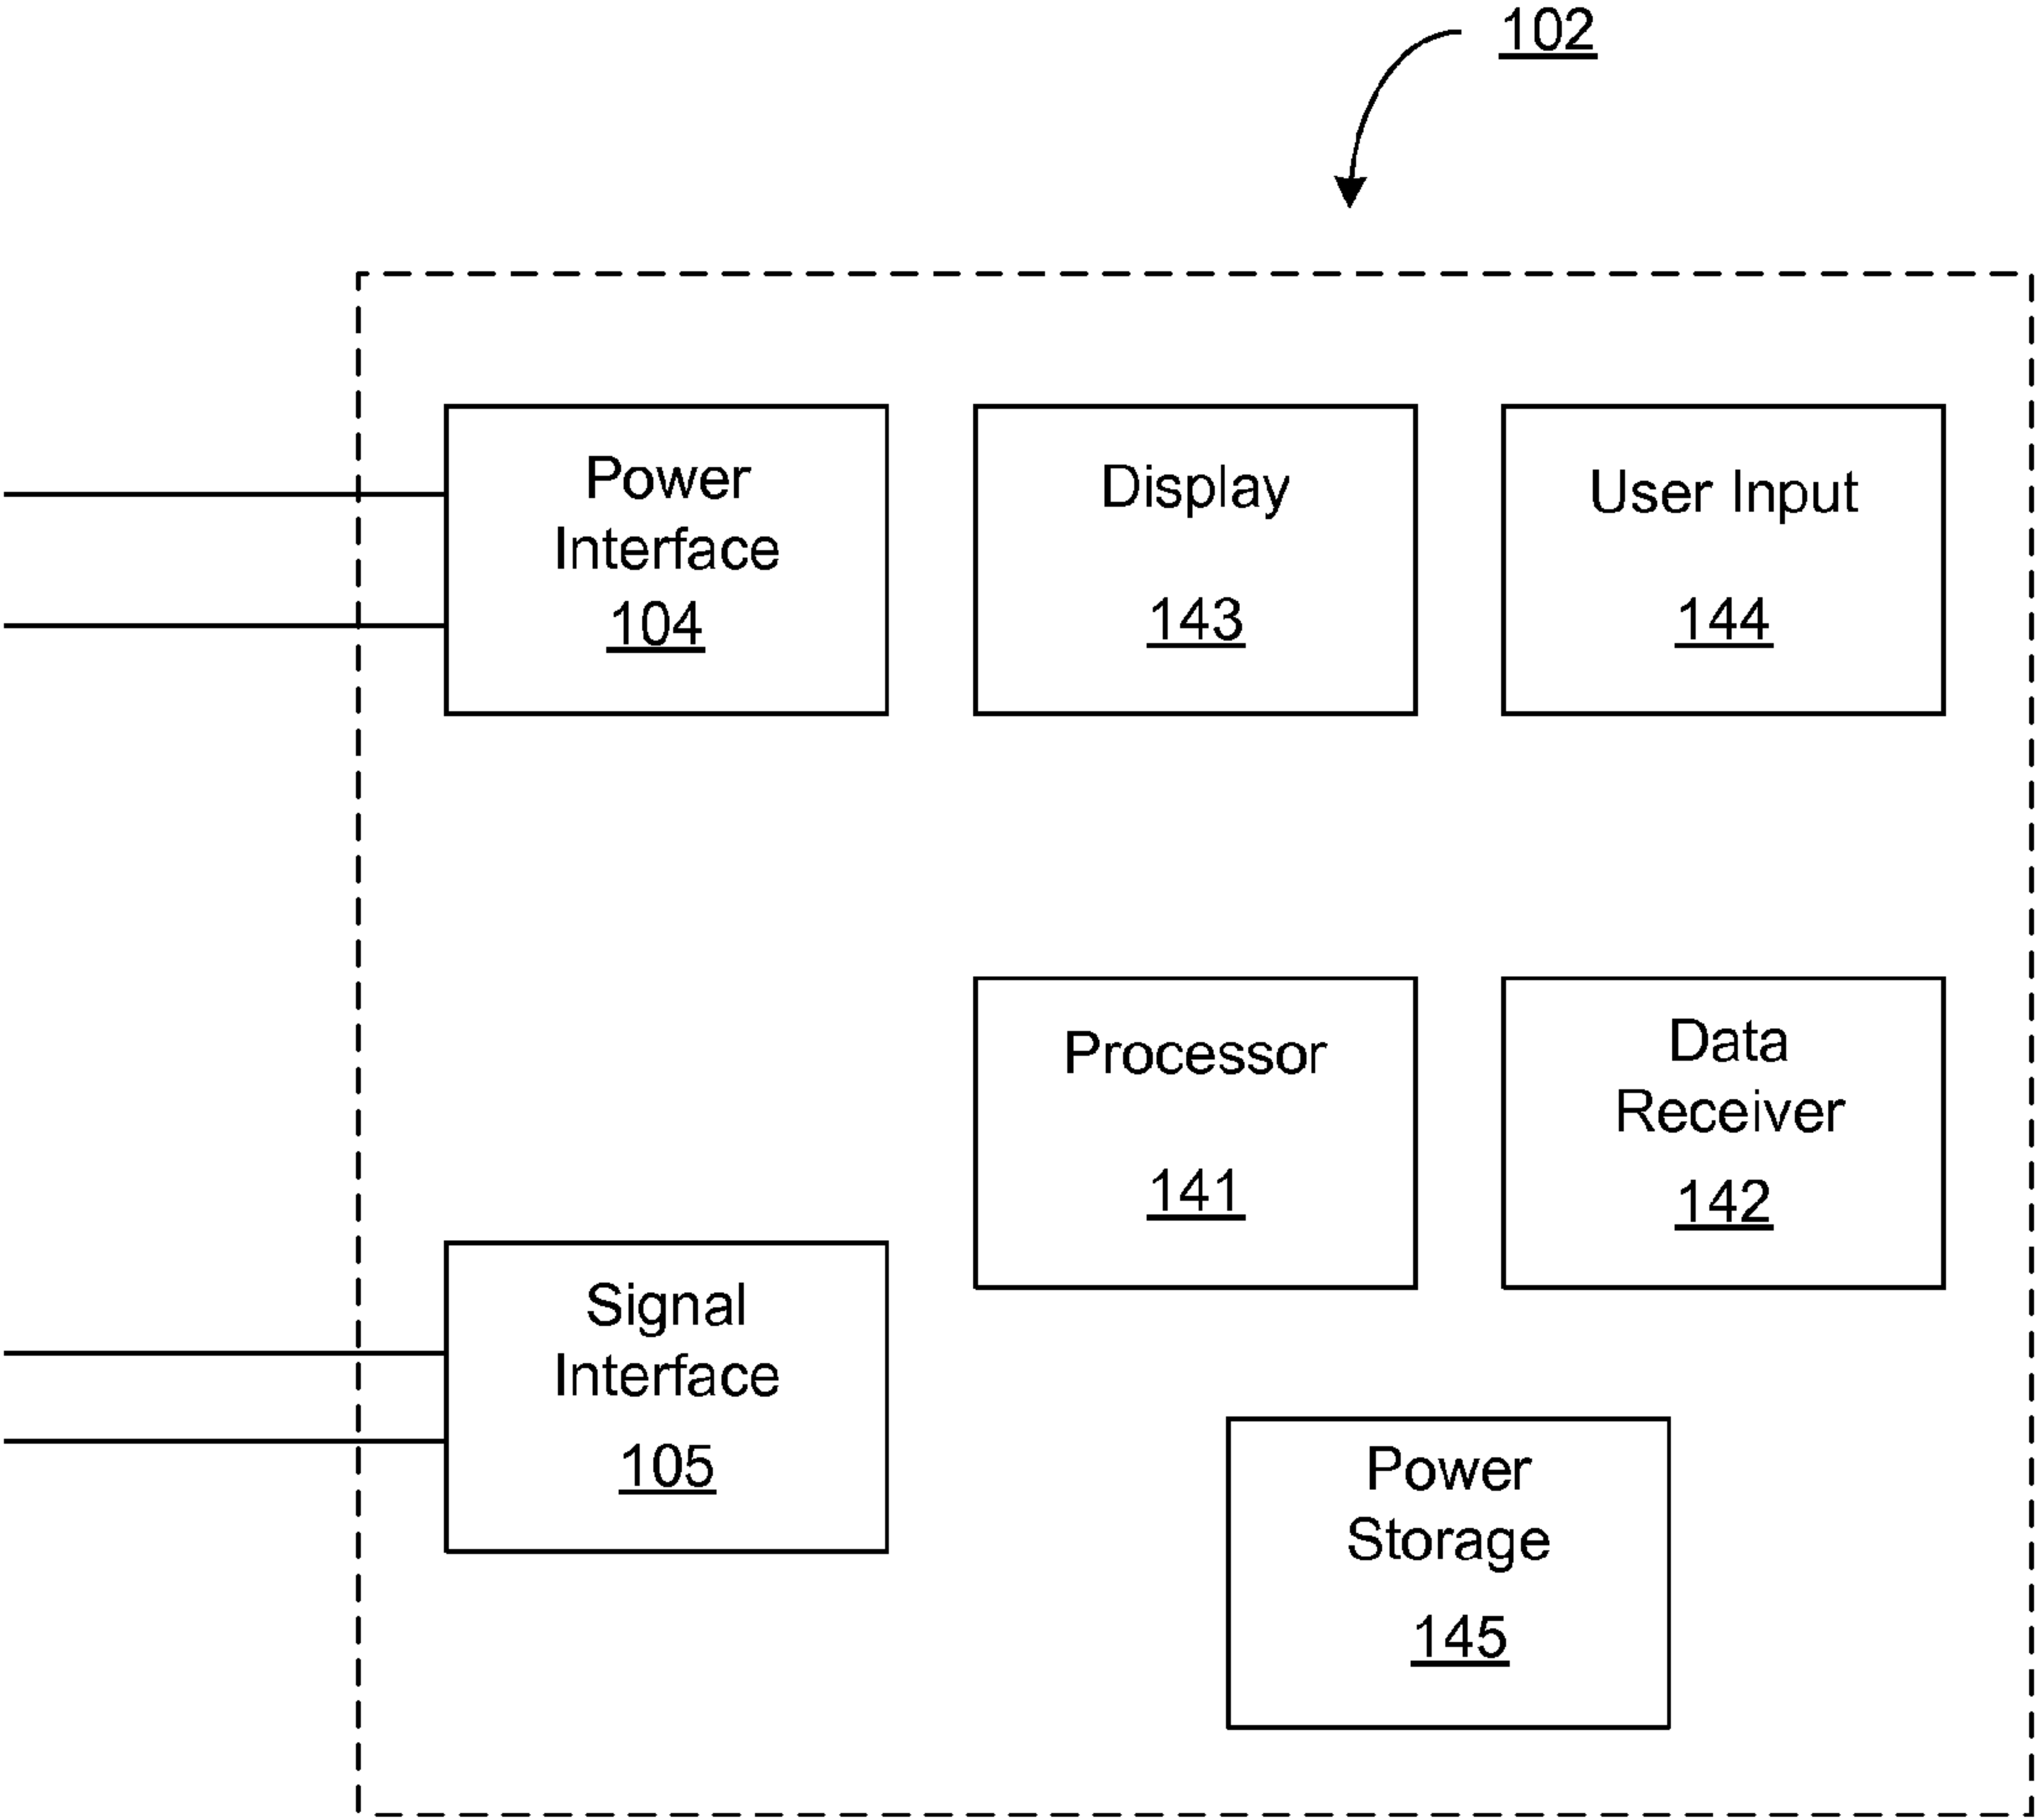 102
Power
Interface
104
Display
143
User Input
144
Processor
141
Data
Receiver
142
Signal
Interface
105
Power
Storage
145